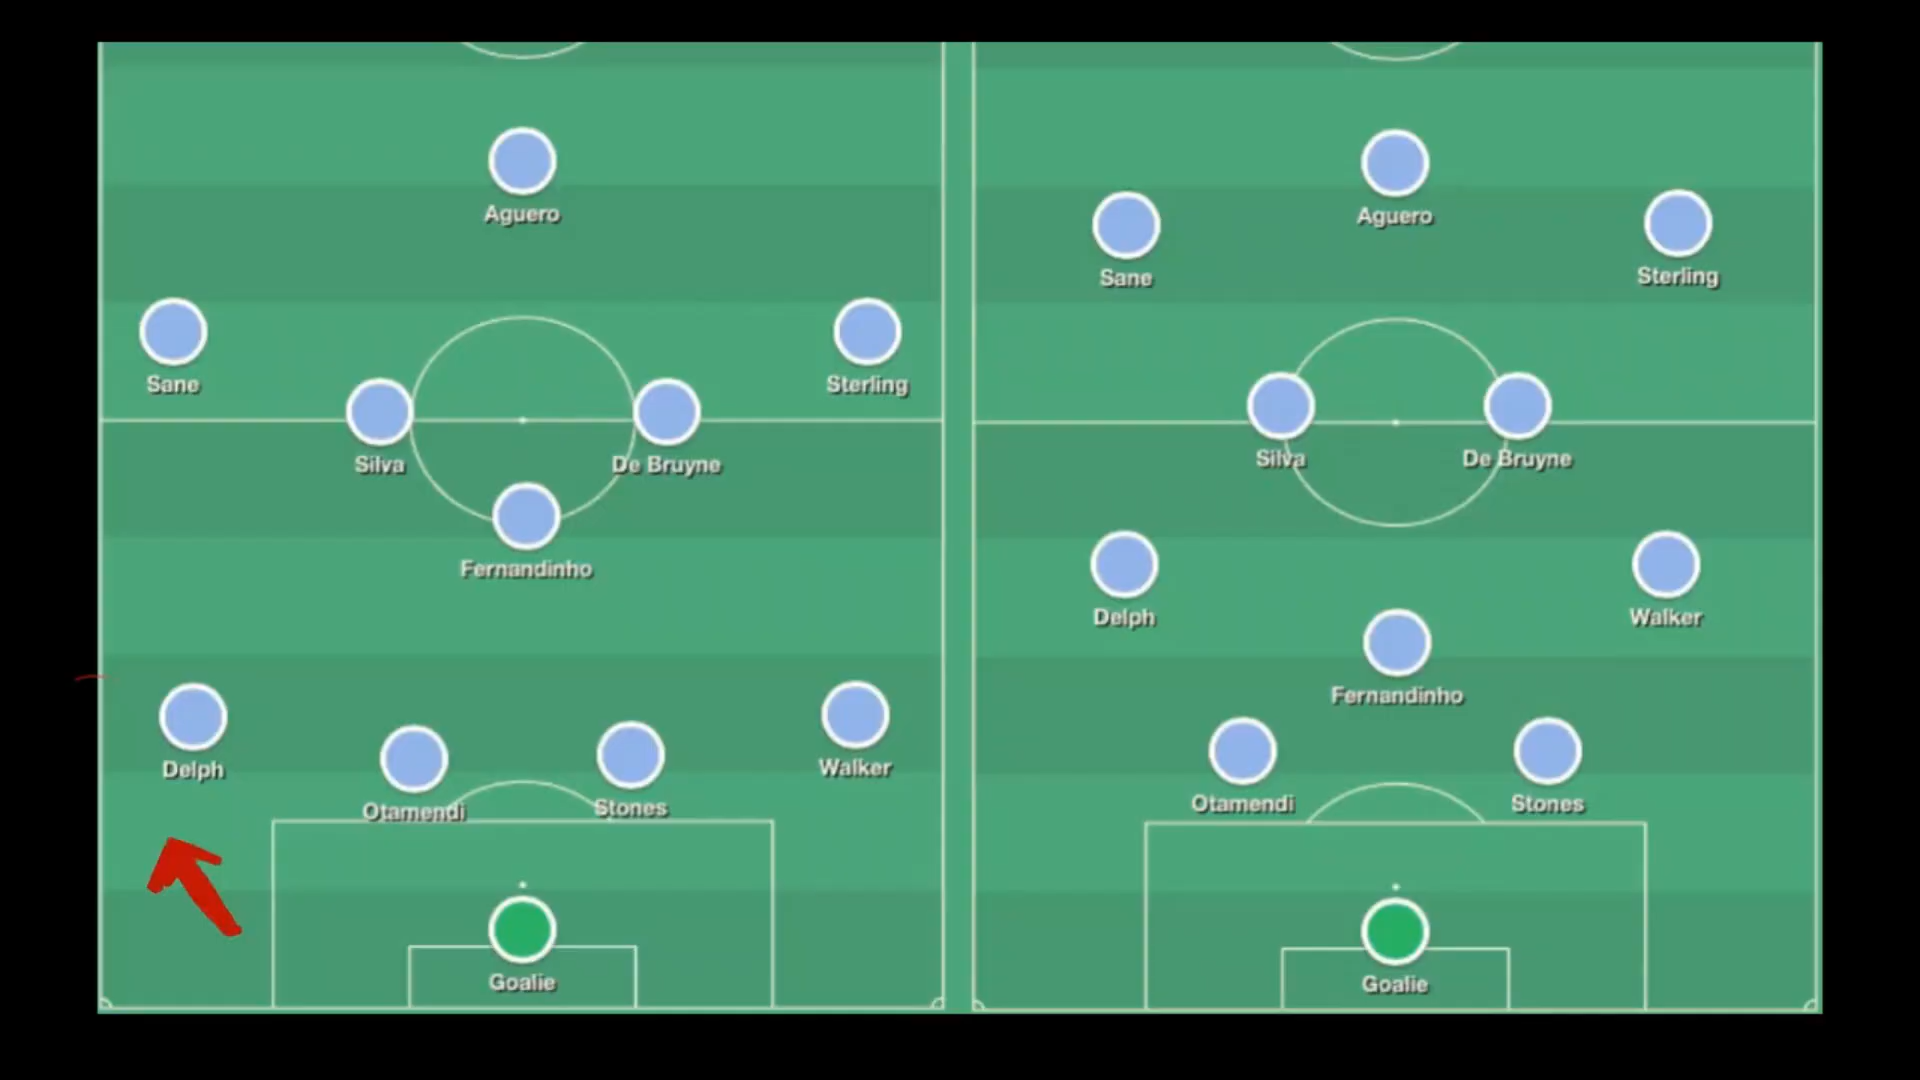 Aguero
Sane
Sterling
Silva
De Bruyne
Fernandinho
Delph
Walker
Otamendi
Stones
Goalie
Aguero
Sane
Sterling
Silva
De Bruyne
Delph
Walker
Fernandinho
Otamendi
Stones
Goalie